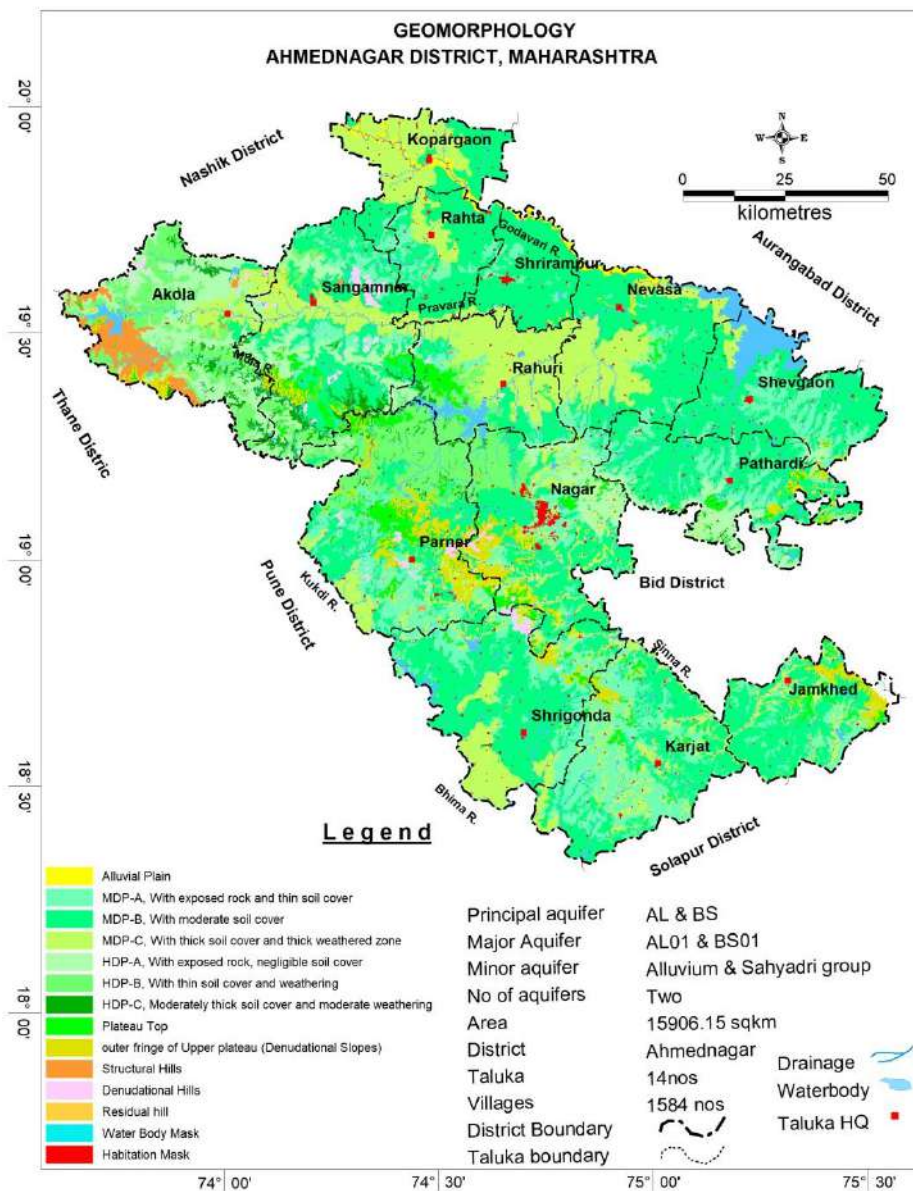 GEOMORPHOLOGY
AHMEDNAGAR DISTRICT, MAHARASHTRA
20° 00'
19° 30'
19° 00'
18° 30'
18° 00'
N
W E
S
0 25 50
kilometres
Nashik District
Aurangabad District
Thane Distric
Pune District
Bid District
Solapur District
Kopargaon
Rahta
Godavari R.
Shrirampur
Akola
Sangamner
Pravara R.
Nevasa
Mula R.
Rahuri
Shevgaon
Pathardi
Nagar
Parner
Kukdi R.
Sinna R.
Jamkhed
Shrigonda
Karjat
Bhima R.
Legend
Alluvial Plain
MDP-A, With exposed rock and thin soil cover
MDP-B, With moderate soil cover
MDP-C, With thick soil cover and thick weathered zone
HDP-A, With exposed rock, negligible soil cover
HDP-B, With thin soil cover and weathering
HDP-C, Moderately thick soil cover and moderate weathering
Plateau Top
outer fringe of Upper plateau (Denudational Slopes)
Structural Hills
Denudational Hills
Residual hill
Water Body Mask
Habitation Mask
Principal aquifer AL & BS
Major Aquifer AL01 & BS01
Minor aquifer Alluvium & Sahyadri group
No of aquifers Two
Area 15906.15 sqkm
District Ahmednagar
Taluka 14nos
Villages 1584 nos
District Boundary
Taluka boundary
Drainage
Waterbody
Taluka HQ
74° 00' 74° 30' 75° 00' 75° 30'